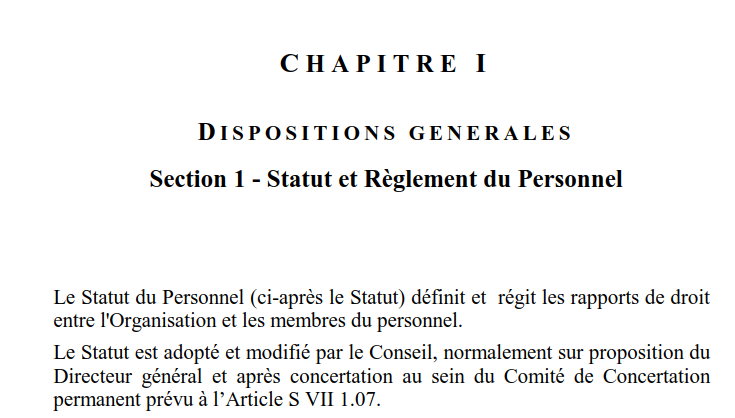 CHAPITRE I
DISPOSITIONS GENERALES
Section 1 - Statut et Règlement du Personnel
Le Statut du Personnel (ci-après le Statut) définit et  régit les rapports de droit
entre l'Organisation et les membres du personnel.
Le Statut est adopté et modifié par le Conseil, normalement sur proposition du
Directeur général et après concertation au sein du Comité de Concertation
permanent prévu à l’Article S VII 1.07.